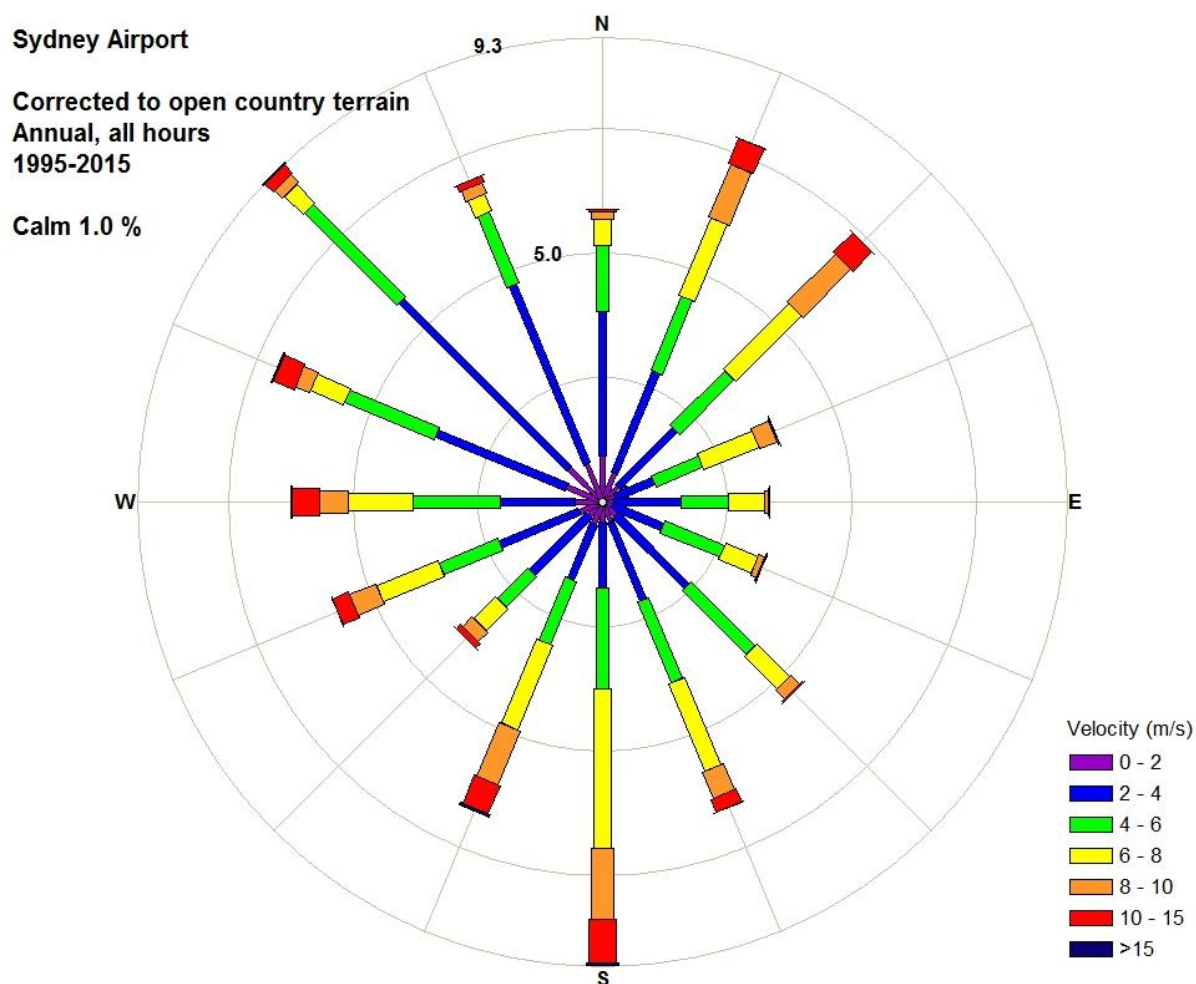 N
Sydney Airport
9.3
Corrected to open country terrain
Annual, all hours
1995-2015
Calm 1.0 %
5.0
W
E
S
Velocity (m/s)
0 - 2
2 - 4
4 - 6
6 - 8
8 - 10
10 - 15
>15